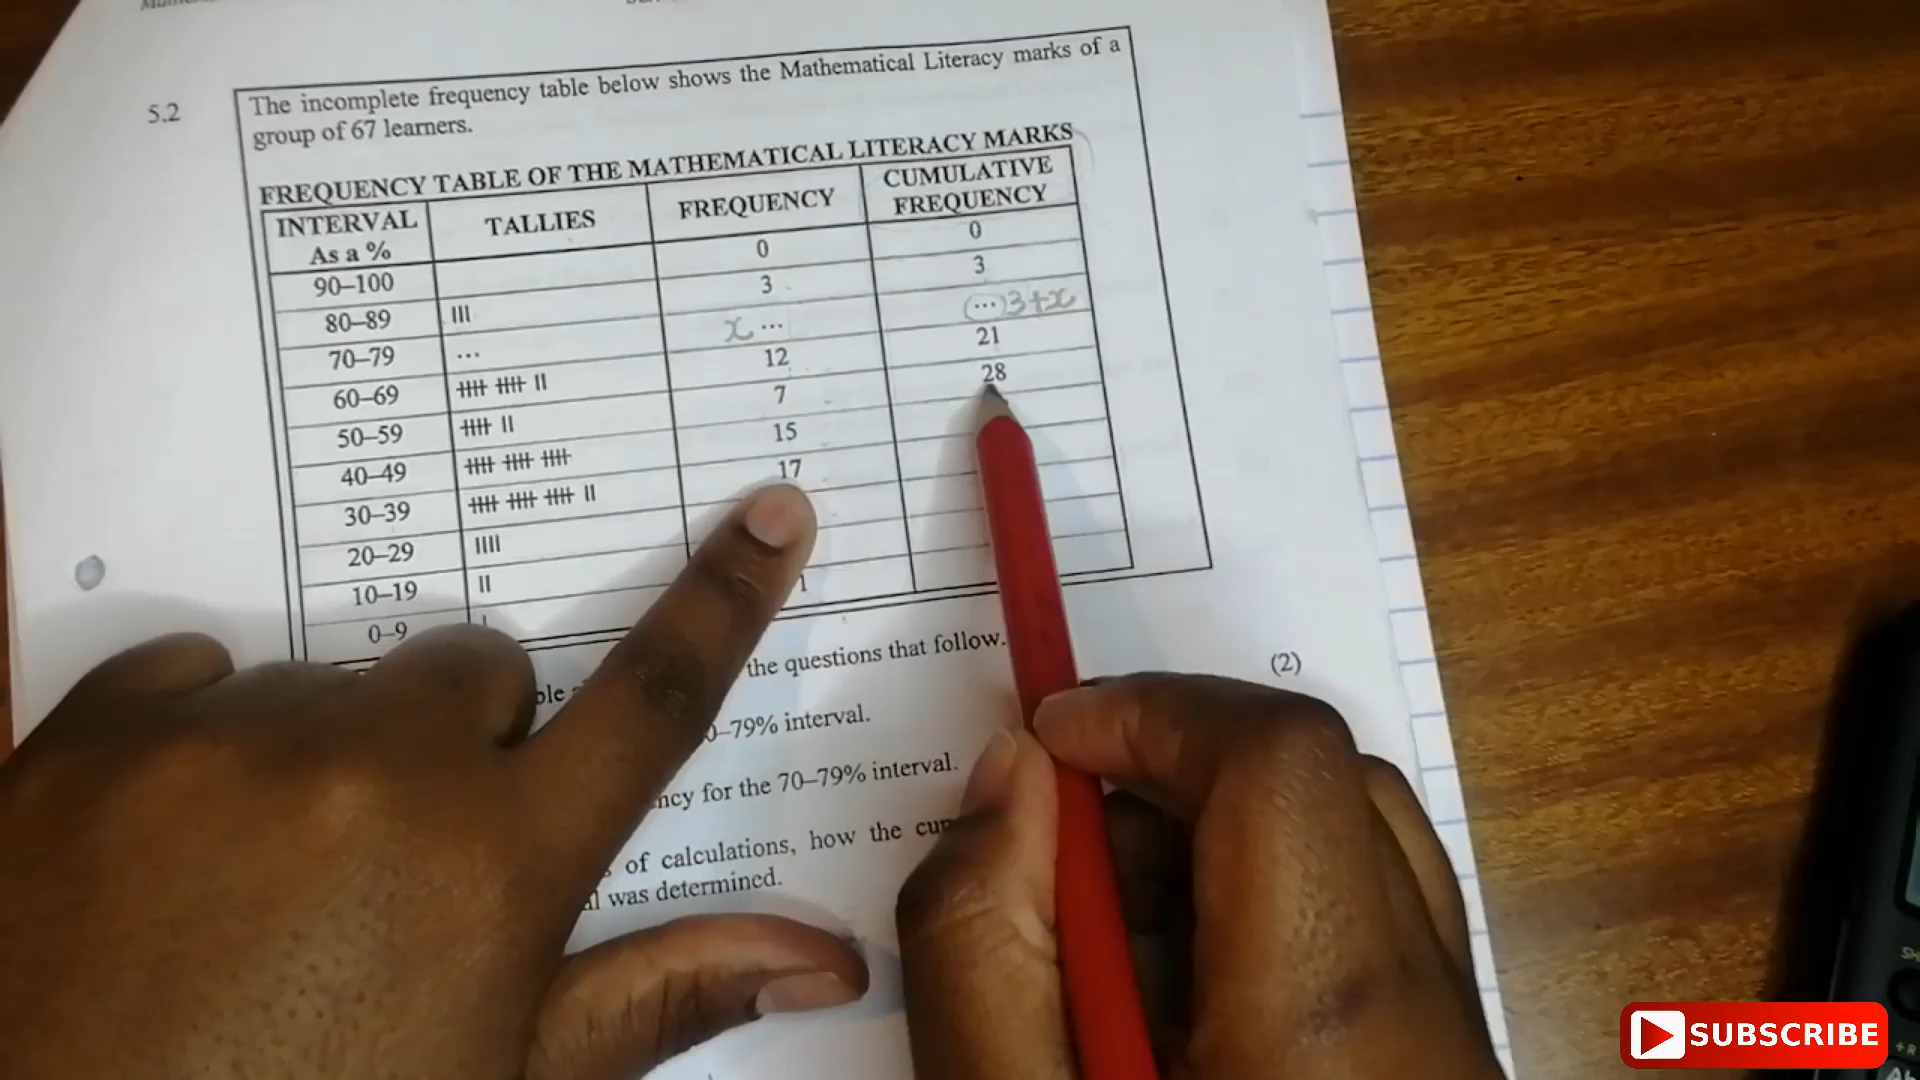 5.2
The incomplete frequency table below shows the Mathematical Literacy marks of a
group of 67 learners.
FREQUENCY TABLE OF THE MATHEMATICAL LITERACY MARKS
INTERVAL As a % TALLIES FREQUENCY CUMULATIVE FREQUENCY
90–100 0 0
80–89 III 3 3
70–79 ... x ... (...) 3+x
60–69 卌 卌 II 12 21
50–59 卌 II 7 28
40–49 卌 卌 卌 15
30–39 卌 卌 卌 II 17
20–29 IIII
10–19 II
0–9 I 1
the questions that follow.
(2)
–79% interval.
for the 70–79% interval.
of calculations, how the
was determined.
SUBSCRIBE